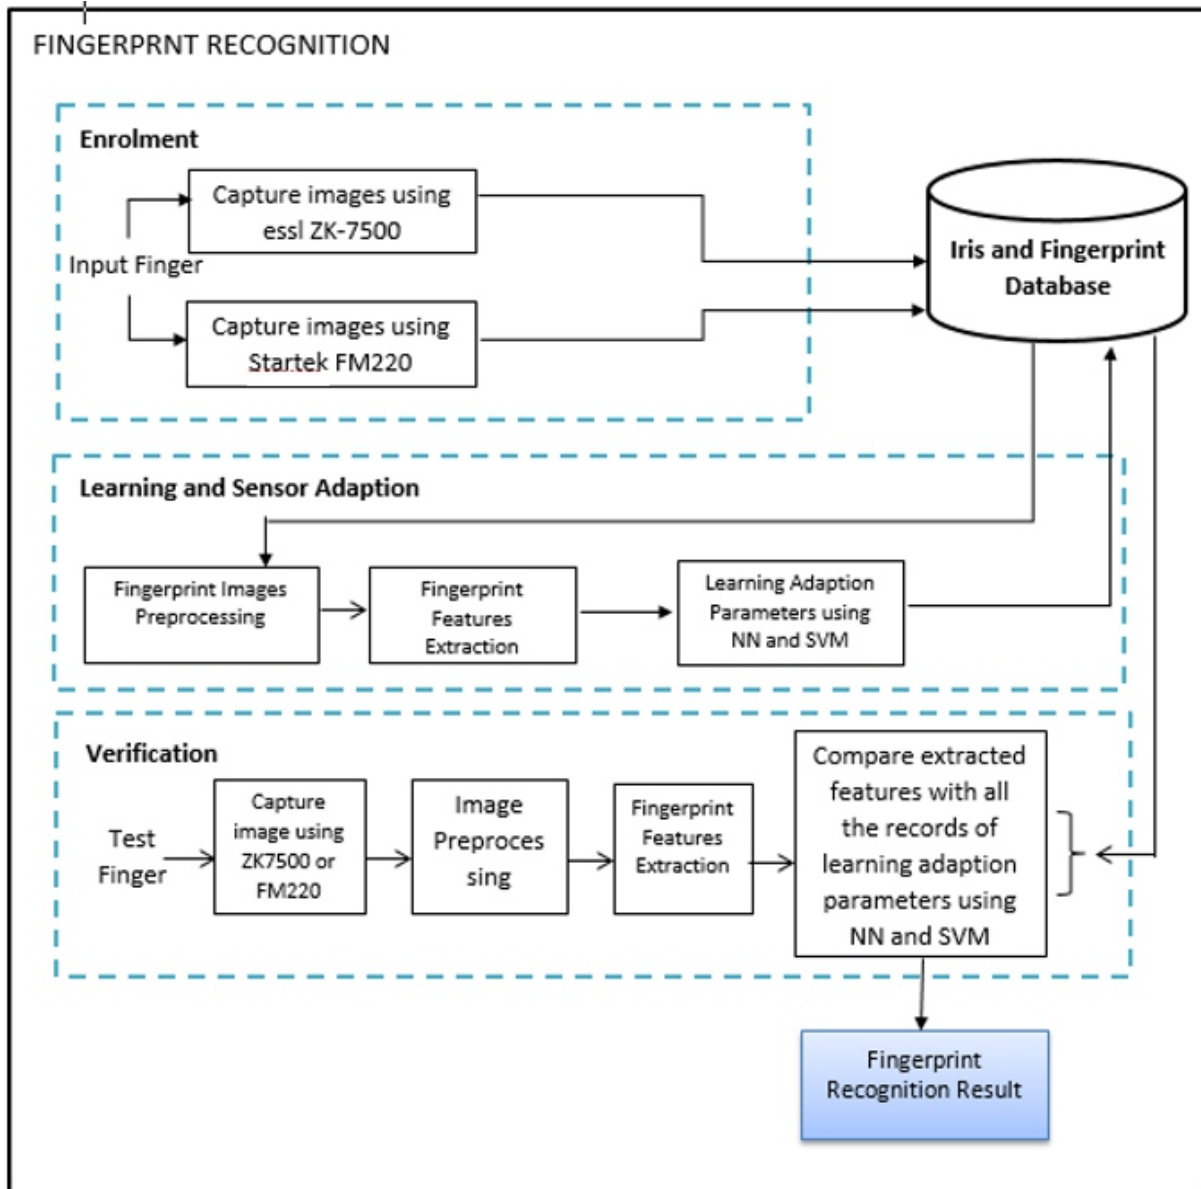 FINGERPRNT RECOGNITION
Enrolment
Capture images using
essl ZK-7500
Input Finger
Capture images using
Startek FM220
Iris and Fingerprint
Database
Learning and Sensor Adaption
Fingerprint Images
Preprocessing
Fingerprint
Features
Extraction
Learning Adaption
Parameters using
NN and SVM
Verification
Test
Finger
Capture
image using
ZK7500 or
FM220
Image
Preproces
sing
Fingerprint
Features
Extraction
Compare extracted
features with all
the records of
learning adaption
parameters using
NN and SVM
Fingerprint
Recognition Result